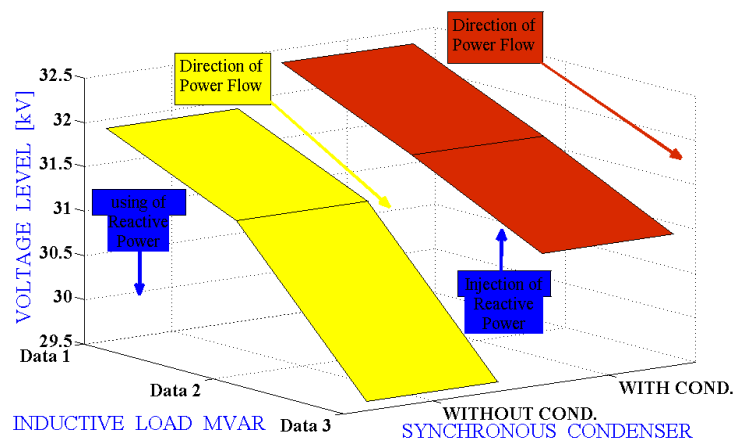 Direction of
Power Flow
Direction of
Power Flow
32.5
32
31.5
31
30.5
30
29.5
VOLTAGE LEVEL [kV]
using of
Reactive
Power
Injection of
Reactive
Power
Data 1
Data 2
Data 3
INDUCTIVE LOAD MVAR
WITH COND.
WITHOUT COND.
SYNCHRONOUS CONDENSER